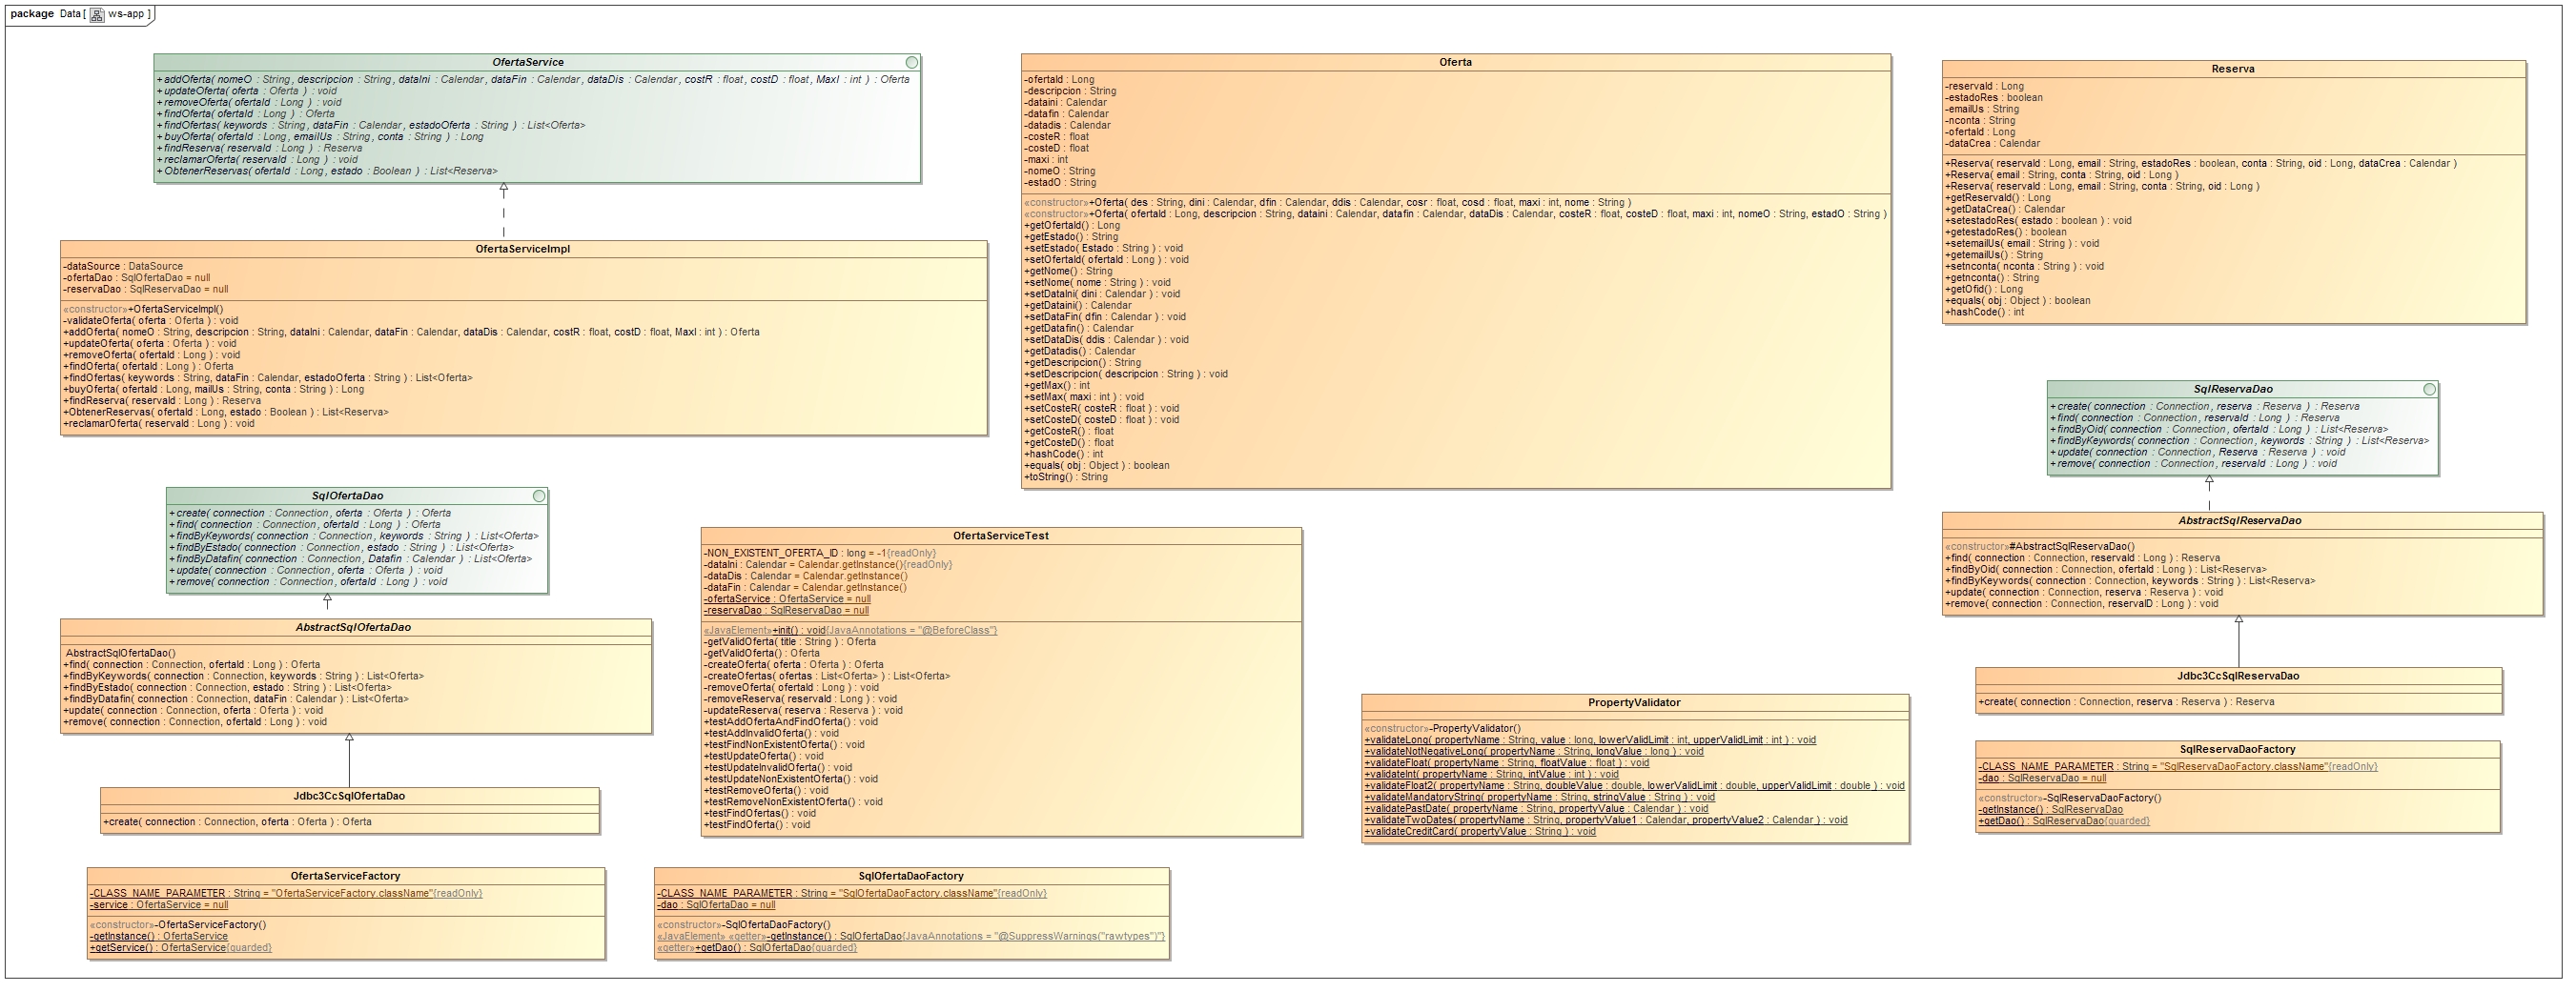 package Data [ ws-app ]
OfertaService
+addOferta( nomeO : String, descripcion : String, dataIni : Calendar, dataFin : Calendar, dataDis : Calendar, costR : float, costD : float, MaxI : int ) : Oferta
+updateOferta( oferta : Oferta ) : void
+removeOferta( ofertaId : Long ) : void
+findOferta( ofertaId : Long ) : Oferta
+findOfertas( keywords : String, dataFin : Calendar, estadoOferta : String ) : List<Oferta>
+buyOferta( ofertaId : Long, emailUs : String, conta : String ) : Long
+findReserva( reservaId : Long ) : Reserva
+reclamarOferta( reservaId : Long ) : void
+ObtenerReservas( ofertaId : Long, estado : Boolean ) : List<Reserva>
OfertaServiceImpl
-dataSource : DataSource
-ofertaDao : SqlOfertaDao = null
-reservaDao : SqlReservaDao = null
«constructor»+OfertaServiceImpl()
-validateOferta( oferta : Oferta ) : void
+addOferta( nomeO : String, descripcion : String, dataIni : Calendar, dataFin : Calendar, dataDis : Calendar, costR : float, costD : float, MaxI : int ) : Oferta
+updateOferta( oferta : Oferta ) : void
+removeOferta( ofertaId : Long ) : void
+findOferta( ofertaId : Long ) : Oferta
+findOfertas( keywords : String, dataFin : Calendar, estadoOferta : String ) : List<Oferta>
+buyOferta( ofertaId : Long, mailUs : String, conta : String ) : Long
+findReserva( reservaId : Long ) : Reserva
+ObtenerReservas( ofertaId : Long, estado : Boolean ) : List<Reserva>
+reclamarOferta( reservaId : Long ) : void
Oferta
-ofertaId : Long
-descripcion : String
-dataini : Calendar
-datafin : Calendar
-datadis : Calendar
-costeR : float
-costeD : float
-maxi : int
-nomeO : String
-estadO : String
«constructor»+Oferta( des : String, dini : Calendar, dfin : Calendar, ddis : Calendar, cosr : float, cosd : float, maxi : int, nome : String )
«constructor»+Oferta( ofertaId : Long, descripcion : String, dataini : Calendar, datafin : Calendar, dataDis : Calendar, costeR : float, costeD : float, maxi : int, nomeO : String, estadO : String )
+getOfertaId() : Long
+getEstado() : String
+setEstado( Estado : String ) : void
+setOfertaId( ofertaId : Long ) : void
+getNome() : String
+setNome( nome : String ) : void
+setDataIni( dini : Calendar ) : void
+getDataini() : Calendar
+setDataFin( dfin : Calendar ) : void
+getDatafin() : Calendar
+setDataDis( ddis : Calendar ) : void
+getDatadis() : Calendar
+getDescripcion() : String
+setDescripcion( descripcion : String ) : void
+getMax() : int
+setMax( maxi : int ) : void
+setCosteR( costeR : float ) : void
+setCosteD( costeD : float ) : void
+getCosteR() : float
+getCosteD() : float
+hashCode() : int
+equals( obj : Object ) : boolean
+toString() : String
Reserva
-reservaId : Long
-estadoRes : boolean
-emailUs : String
-nconta : String
-ofertaId : Long
-dataCrea : Calendar
+Reserva( reservaId : Long, email : String, estadoRes : boolean, conta : String, oid : Long, dataCrea : Calendar )
+Reserva( email : String, conta : String, oid : Long )
+Reserva( reservaId : Long, email : String, conta : String, oid : Long )
+getReservaId() : Long
+getDataCrea() : Calendar
+setestadoRes( estado : boolean ) : void
+getestadoRes() : boolean
+setemailUs( email : String ) : void
+getemailUs() : String
+setnconta( nconta : String ) : void
+getnconta() : String
+getOfid() : Long
+equals( obj : Object ) : boolean
+hashCode() : int
SqlReservaDao
+create( connection : Connection, reserva : Reserva ) : Reserva
+find( connection : Connection, reservaId : Long ) : Reserva
+findByOid( connection : Connection, ofertaId : Long ) : List<Reserva>
+findByKeywords( connection : Connection, keywords : String ) : List<Reserva>
+update( connection : Connection, Reserva : Reserva ) : void
+remove( connection : Connection, reservaId : Long ) : void
AbstractSqlReservaDao
«constructor»#AbstractSqlReservaDao()
+find( connection : Connection, reservaId : Long ) : Reserva
+findByOid( connection : Connection, ofertaId : Long ) : List<Reserva>
+findByKeywords( connection : Connection, keywords : String ) : List<Reserva>
+update( connection : Connection, reserva : Reserva ) : void
+remove( connection : Connection, reservaID : Long ) : void
Jdbc3CcSqlReservaDao
+create( connection : Connection, reserva : Reserva ) : Reserva
SqlReservaDaoFactory
-CLASS_NAME_PARAMETER : String = "SqlReservaDaoFactory.className"{readOnly}
-dao : SqlReservaDao = null
«constructor»-SqlReservaDaoFactory()
-getInstance() : SqlReservaDao
+getDao() : SqlReservaDao{guarded}
SqlOfertaDao
+create( connection : Connection, oferta : Oferta ) : Oferta
+find( connection : Connection, ofertaId : Long ) : Oferta
+findByKeywords( connection : Connection, keywords : String ) : List<Oferta>
+findByEstado( connection : Connection, estado : String ) : List<Oferta>
+findByDatafin( connection : Connection, Datafin : Calendar ) : List<Oferta>
+update( connection : Connection, oferta : Oferta ) : void
+remove( connection : Connection, ofertaId : Long ) : void
AbstractSqlOfertaDao
AbstractSqlOfertaDao()
+find( connection : Connection, ofertaId : Long ) : Oferta
+findByKeywords( connection : Connection, keywords : String ) : List<Oferta>
+findByEstado( connection : Connection, estado : String ) : List<Oferta>
+findByDatafin( connection : Connection, dataFin : Calendar ) : List<Oferta>
+update( connection : Connection, oferta : Oferta ) : void
+remove( connection : Connection, ofertaId : Long ) : void
Jdbc3CcSqlOfertaDao
+create( connection : Connection, oferta : Oferta ) : Oferta
OfertaServiceTest
-NON_EXISTENT_OFERTA_ID : long = -1{readOnly}
-dataIni : Calendar = Calendar.getInstance(){readOnly}
-dataDis : Calendar = Calendar.getInstance()
-dataFin : Calendar = Calendar.getInstance()
-ofertaService : OfertaService = null
-reservaDao : SqlReservaDao = null
«JavaElement»+init() : void{JavaAnnotations = "@BeforeClass"}
-getValidOferta( title : String ) : Oferta
-getValidOferta() : Oferta
-createOferta( oferta : Oferta ) : Oferta
-createOfertas( ofertas : List<Oferta> ) : List<Oferta>
-removeOferta( ofertaId : Long ) : void
-removeReserva( reservaId : Long ) : void
-updateReserva( reserva : Reserva ) : void
+testAddOfertaAndFindOferta() : void
+testAddInvalidOferta() : void
+testFindNonExistentOferta() : void
+testUpdateOferta() : void
+testUpdateInvalidOferta() : void
+testUpdateNonExistentOferta() : void
+testRemoveOferta() : void
+testRemoveNonExistentOferta() : void
+testFindOfertas() : void
+testFindOferta() : void
PropertyValidator
«constructor»-PropertyValidator()
+validateLong( propertyName : String, value : long, lowerValidLimit : int, upperValidLimit : int ) : void
+validateNotNegativeLong( propertyName : String, longValue : long ) : void
+validateFloat( propertyName : String, floatValue : float ) : void
+validateInt( propertyName : String, intValue : int ) : void
+validateFloat2( propertyName : String, doubleValue : double, lowerValidLimit : double, upperValidLimit : double ) : void
+validateMandatoryString( propertyName : String, stringValue : String ) : void
+validatePastDate( propertyName : String, propertyValue : Calendar ) : void
+validateTwoDates( propertyName : String, propertyValue1 : Calendar, propertyValue2 : Calendar ) : void
+validateCreditCard( propertyValue : String ) : void
OfertaServiceFactory
-CLASS_NAME_PARAMETER : String = "OfertaServiceFactory.className"{readOnly}
-service : OfertaService = null
«constructor»-OfertaServiceFactory()
-getInstance() : OfertaService
+getService() : OfertaService{guarded}
SqlOfertaDaoFactory
-CLASS_NAME_PARAMETER : String = "SqlOfertaDaoFactory.className"{readOnly}
-dao : SqlOfertaDao = null
«constructor»-SqlOfertaDaoFactory()
«JavaElement» «getter»-getInstance() : SqlOfertaDao{JavaAnnotations = "@SuppressWarnings("rawtypes")"}
«getter»+getDao() : SqlOfertaDao{guarded}